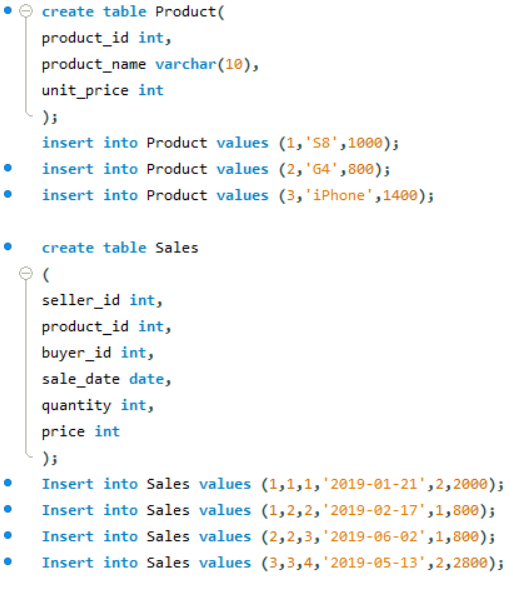 create table Product(
product_id int,
product_name varchar(10),
unit_price int
);
insert into Product values (1,'S8',1000);
insert into Product values (2,'G4',800);
insert into Product values (3,'iPhone',1400);
create table Sales
(
seller_id int,
product_id int,
buyer_id int,
sale_date date,
quantity int,
price int
);
Insert into Sales values (1,1,1,'2019-01-21',2,2000);
Insert into Sales values (1,2,2,'2019-02-17',1,800);
Insert into Sales values (2,2,3,'2019-06-02',1,800);
Insert into Sales values (3,3,4,'2019-05-13',2,2800);